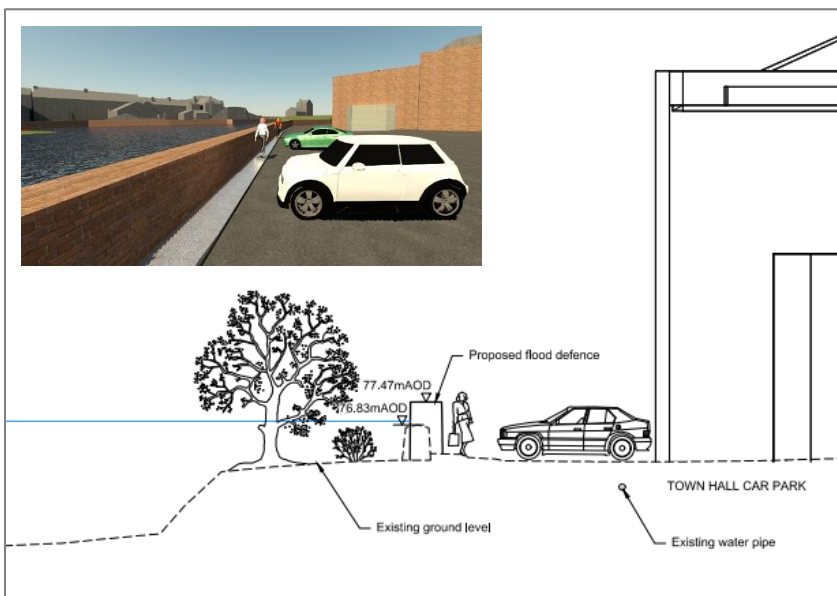 Proposed flood defence
77.47mAOD
76.83mAOD
TOWN HALL CAR PARK
Existing ground level
Existing water pipe